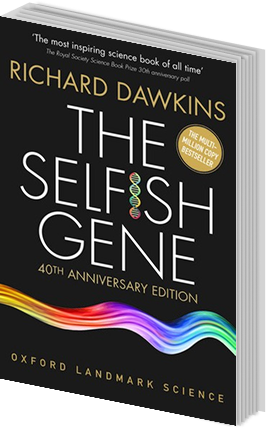 'The most inspiring science book of all time'
The Royal Society Science Book Prize 30th anniversary poll
RICHARD DAWKINS
THE
SELFISH
GENE
THE MULTI-
MILLION COPY
BESTSELLER
40TH ANNIVERSARY EDITION
OXFORD LANDMARK SCIENCE